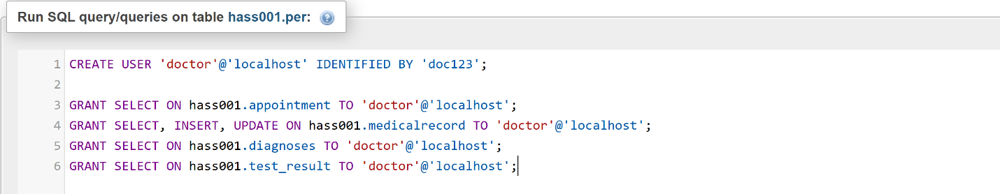 Run SQL query/queries on table hass001.per:
1 CREATE USER 'doctor'@'localhost' IDENTIFIED BY 'doc123';
2
3 GRANT SELECT ON hass001.appointment TO 'doctor'@'localhost';
4 GRANT SELECT, INSERT, UPDATE ON hass001.medicalrecord TO 'doctor'@'localhost';
5 GRANT SELECT ON hass001.diagnoses TO 'doctor'@'localhost';
6 GRANT SELECT ON hass001.test_result TO 'doctor'@'localhost';